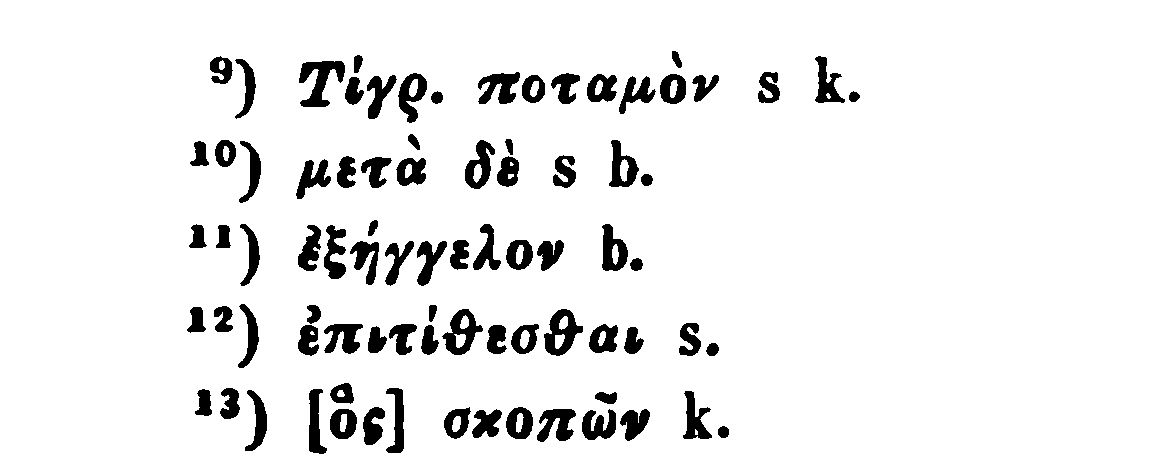 ⁹) Τίγρ. ποταμὸν s k.
¹⁰) μετὰ δὲ s b.
¹¹) ἐξήγγελον b.
¹²) ἐπιτίθεσθαι s.
¹³) [ὃς] σκοπῶν k.